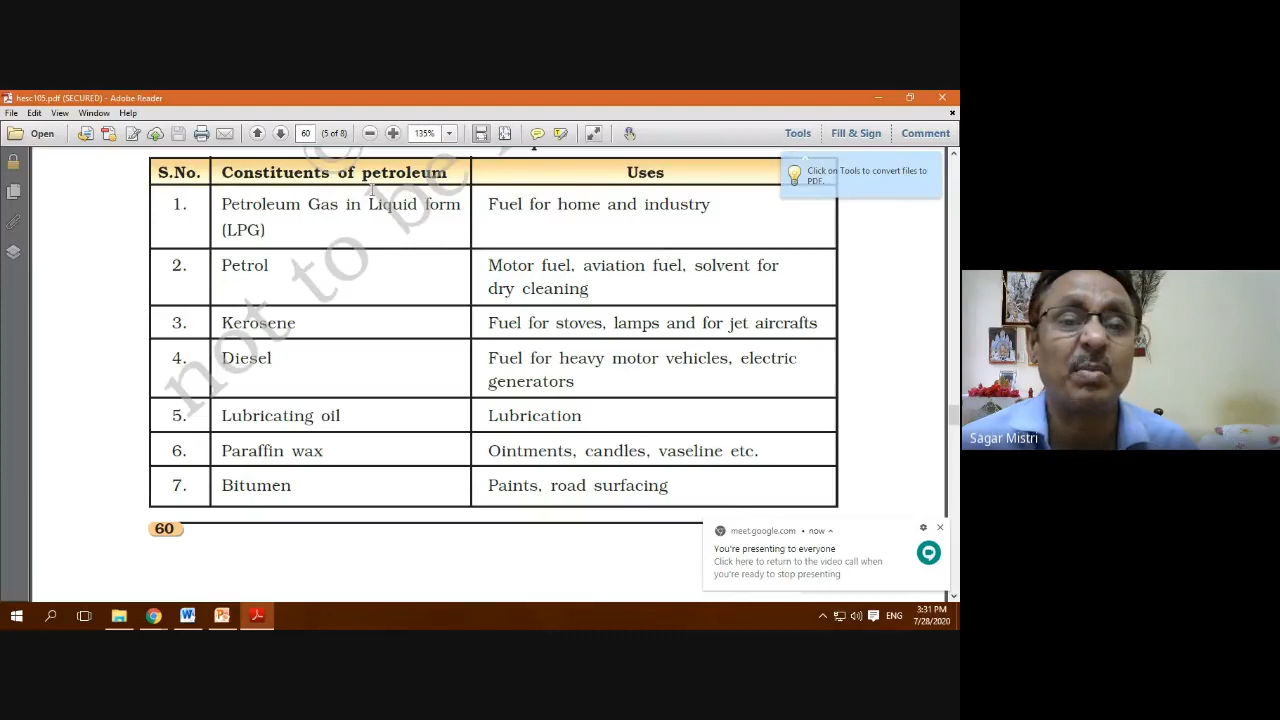 hesc105.pdf (SECURED) - Adobe Reader
File Edit View Window Help
Open 60 (5 of 8) 135% Tools Fill & Sign Comment
Click on Tools to convert files to
PDF.
S.No. Constituents of petroleum Uses
1. Petroleum Gas in Liquid form Fuel for home and industry
(LPG)
2. Petrol Motor fuel, aviation fuel, solvent for
dry cleaning
3. Kerosene Fuel for stoves, lamps and for jet aircrafts
4. Diesel Fuel for heavy motor vehicles, electric
generators
5. Lubricating oil Lubrication
6. Paraffin wax Ointments, candles, vaseline etc.
7. Bitumen Paints, road surfacing
not to be
©
60
meet.google.com • now
You're presenting to everyone
Click here to return to the video call when
you're ready to stop presenting
Sagar Mistri
ENG 3:31 PM
7/28/2020